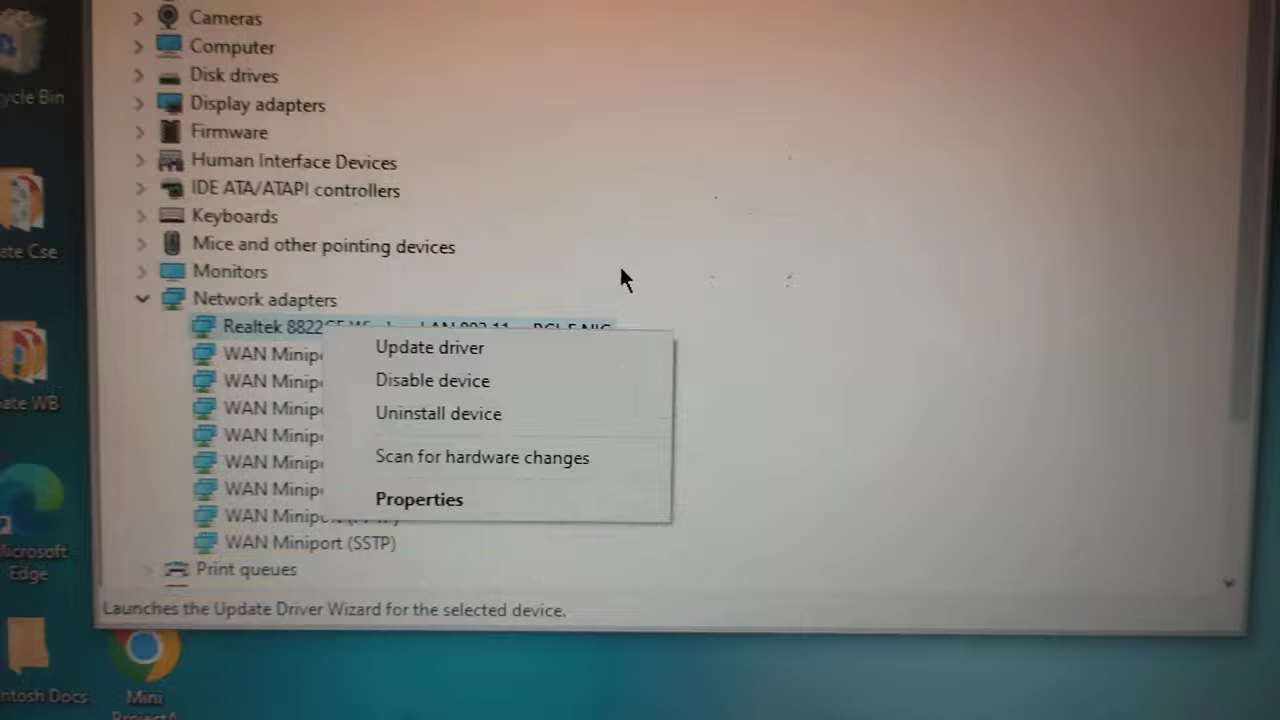 Cameras
Computer
Disk drives
Display adapters
Firmware
Human Interface Devices
IDE ATA/ATAPI controllers
Keyboards
Mice and other pointing devices
Monitors
Network adapters
Realtek 8822
WAN Minip
WAN Minip
WAN Minip
WAN Minip
WAN Minip
WAN Minip
WAN Minip
WAN Miniport (SSTP)
Print queues
Update driver
Disable device
Uninstall device
Scan for hardware changes
Properties
Launches the Update Driver Wizard for the selected device.
ycle Bin
ate Cse
ate WB
Microsoft
Edge
ntosh Docs
Mini